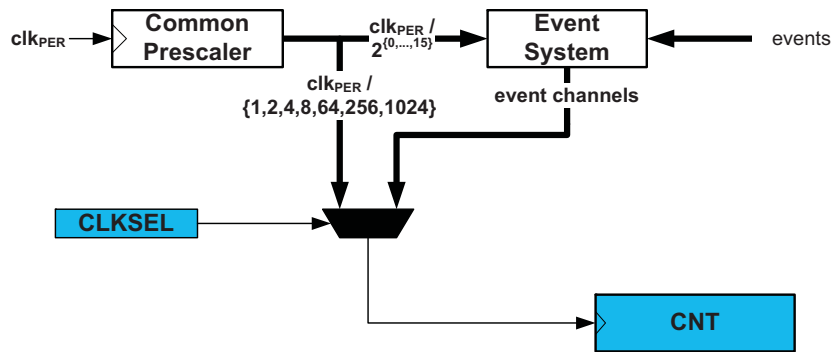 clkPER
Common
Prescaler
clkPER /
2{0,...,15}
Event
System
events
clkPER /
{1,2,4,8,64,256,1024}
event channels
CLKSEL
CNT